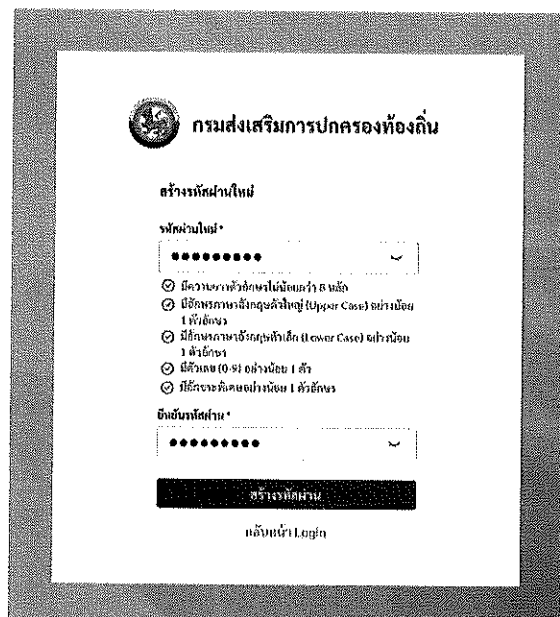 กรมส่งเสริมการปกครองท้องถิ่น
สร้างรหัสผ่านใหม่
รหัสผ่านใหม่ *
มีความยาวตัวอักษรไม่น้อยกว่า 8 หลัก
มีอักษรภาษาอังกฤษตัวใหญ่ (Upper Case) อย่างน้อย
1 ตัวอักษร
มีอักษรภาษาอังกฤษตัวเล็ก (Lower Case) อย่างน้อย
1 ตัวอักษร
มีตัวเลข (0-9) อย่างน้อย 1 ตัว
มีอักขระพิเศษอย่างน้อย 1 ตัวอักษร
ยืนยันรหัสผ่าน *
สร้างรหัสผ่าน
กลับหน้า Login